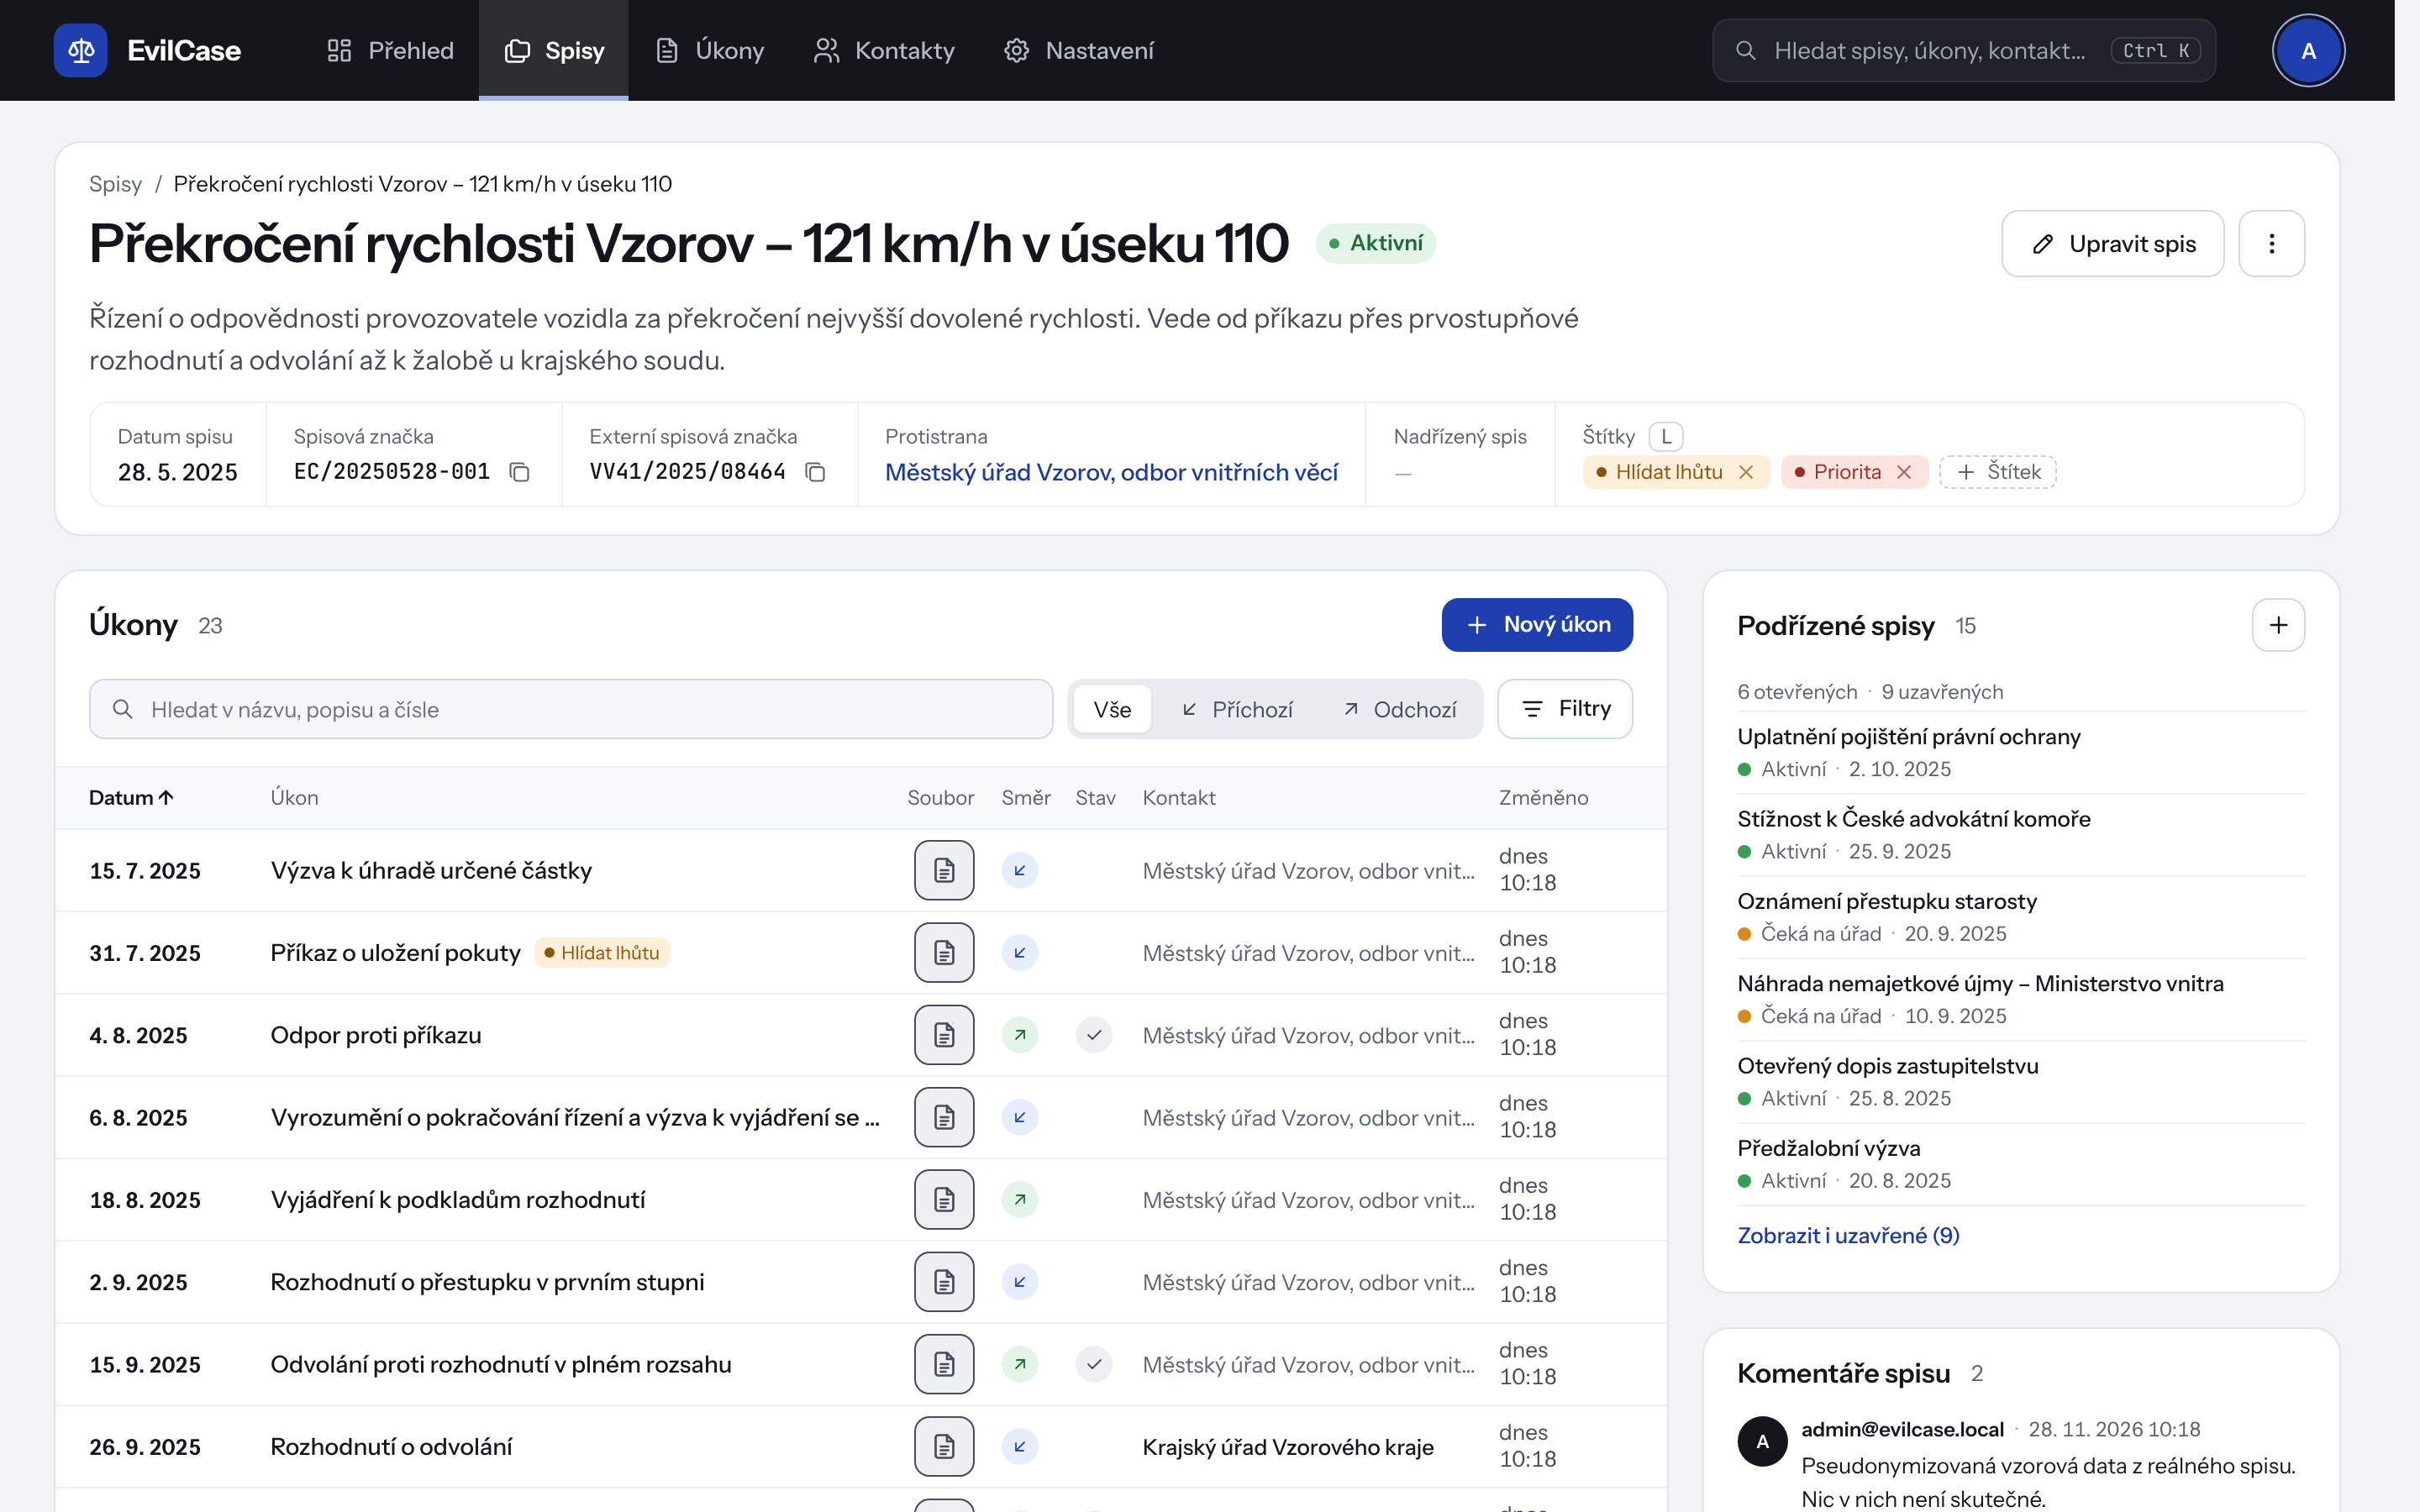 EvilCase
Přehled
Spisy
Úkony
Kontakty
Nastavení
Hledat spisy, úkony, kontakt...
Ctrl K
A
Spisy / Překročení rychlosti Vzorov – 121 km/h v úseku 110
Překročení rychlosti Vzorov – 121 km/h v úseku 110
Aktivní
Upravit spis
Řízení o odpovědnosti provozovatele vozidla za překročení nejvyšší dovolené rychlosti. Vede od příkazu přes prvostupňové
rozhodnutí a odvolání až k žalobě u krajského soudu.
Datum spisu
28. 5. 2025
Spisová značka
EC/20250528-001
Externí spisová značka
VV41/2025/08464
Protistrana
Městský úřad Vzorov, odbor vnitřních věcí
Nadřízený spis
—
Štítky L
Hlídat lhůtu
Priorita
Štítek
Úkony 23
Nový úkon
Hledat v názvu, popisu a čísle
Vše
Příchozí
Odchozí
Filtry
Datum Úkon Soubor Směr Stav Kontakt Změněno
15. 7. 2025 Výzva k úhradě určené částky Městský úřad Vzorov, odbor vnit... dnes 10:18
31. 7. 2025 Příkaz o uložení pokuty Hlídat lhůtu Městský úřad Vzorov, odbor vnit... dnes 10:18
4. 8. 2025 Odpor proti příkazu Městský úřad Vzorov, odbor vnit... dnes 10:18
6. 8. 2025 Vyrozumění o pokračování řízení a výzva k vyjádření se ... Městský úřad Vzorov, odbor vnit... dnes 10:18
18. 8. 2025 Vyjádření k podkladům rozhodnutí Městský úřad Vzorov, odbor vnit... dnes 10:18
2. 9. 2025 Rozhodnutí o přestupku v prvním stupni Městský úřad Vzorov, odbor vnit... dnes 10:18
15. 9. 2025 Odvolání proti rozhodnutí v plném rozsahu Městský úřad Vzorov, odbor vnit... dnes 10:18
26. 9. 2025 Rozhodnutí o odvolání Krajský úřad Vzorového kraje dnes 10:18
Podřízené spisy 15
6 otevřených · 9 uzavřených
Uplatnění pojištění právní ochrany
Aktivní · 2. 10. 2025
Stížnost k České advokátní komoře
Aktivní · 25. 9. 2025
Oznámení přestupku starosty
Čeká na úřad · 20. 9. 2025
Náhrada nemajetkové újmy – Ministerstvo vnitra
Čeká na úřad · 10. 9. 2025
Otevřený dopis zastupitelstvu
Aktivní · 25. 8. 2025
Předžalobní výzva
Aktivní · 20. 8. 2025
Zobrazit i uzavřené (9)
Komentáře spisu 2
A
admin@evilcase.local · 28. 11. 2026 10:18
Pseudonymizovaná vzorová data z reálného spisu.
Nic v nich není skutečné.